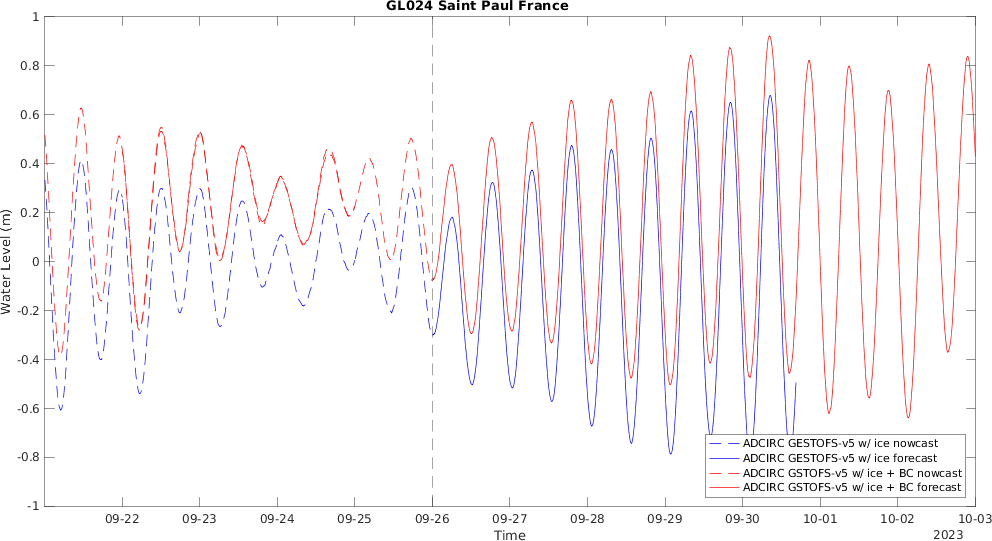 GL024 Saint Paul France
Water Level (m)
1
0.8
0.6
0.4
0.2
0
-0.2
-0.4
-0.6
-0.8
-1
ADCIRC GESTOFS-v5 w/ ice nowcast
ADCIRC GESTOFS-v5 w/ ice forecast
ADCIRC GSTOFS-v5 w/ ice + BC nowcast
ADCIRC GSTOFS-v5 w/ ice + BC forecast
09-22 09-23 09-24 09-25 09-26 09-27 09-28 09-29 09-30 10-01 10-02 10-03
Time
2023